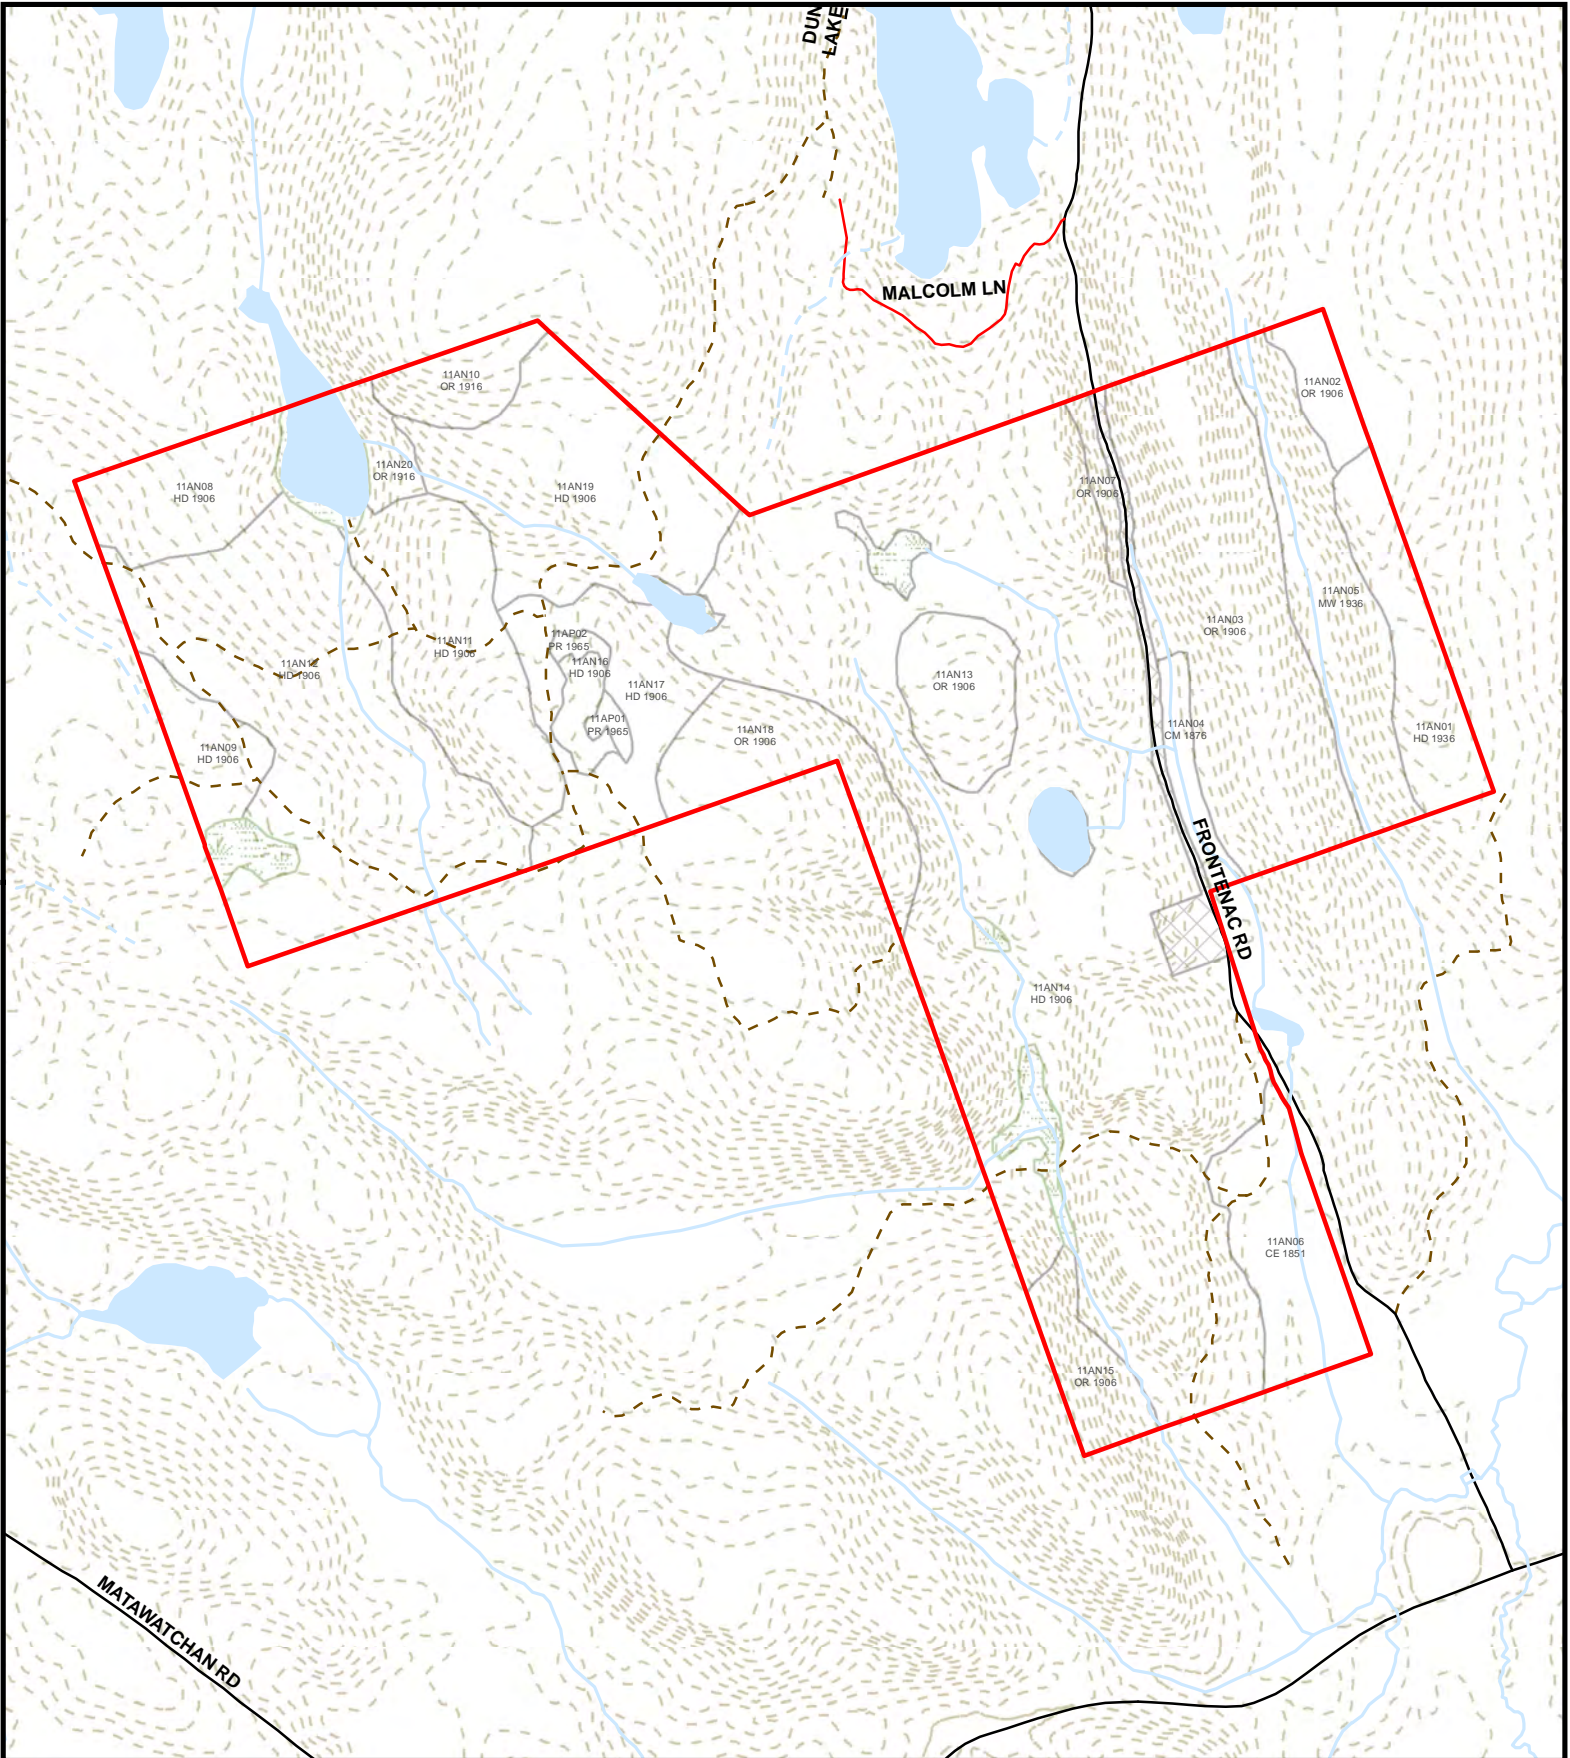 DUN
LAKE
MALCOLM LN
11AN10
OR 1916
11AN02
OR 1906
11AN20
OR 1916
11AN08
HD 1906
11AN19
HD 1906
11AN07
OR 1906
11AN05
MW 1936
11AN03
OR 1906
11AP02
PR 1965
11AN11
HD 1906
11AN12
HD 1906
11AN16
HD 1906
11AN17
HD 1906
11AN13
OR 1906
11AP01
PR 1965
11AN18
OR 1906
11AN04
CM 1876
11AN01
HD 1936
11AN09
HD 1906
FRONTENAC RD
11AN14
HD 1906
11AN06
CE 1851
11AN15
OR 1906
MATAWATCHAN RD